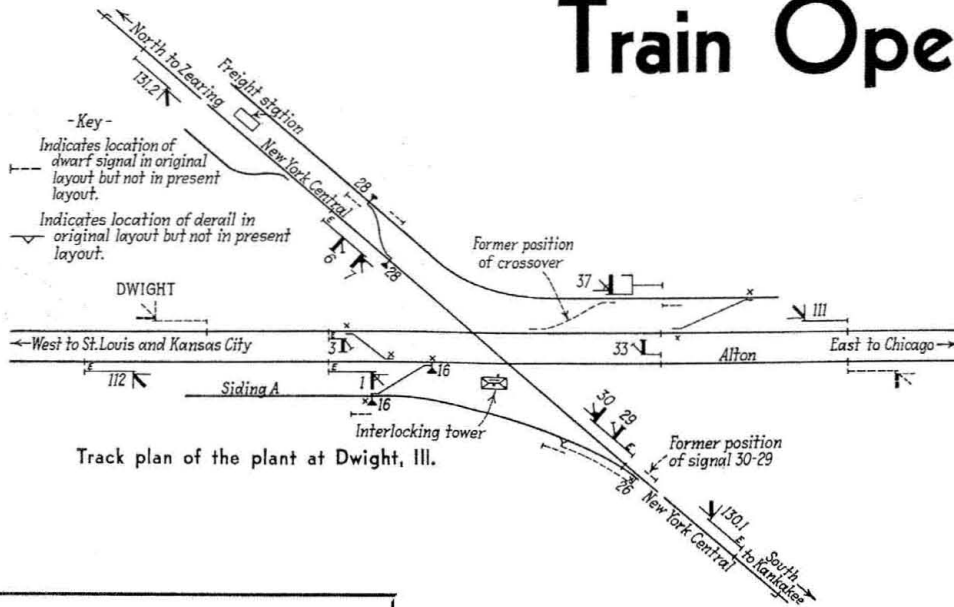 Train Ope
North to Zearing
131.2
Freight station
-Key-
Indicates location of
dwarf signal in original
layout but not in present
layout.
Indicates location of derail in
original layout but not in present
layout.
New York Central
28
28
E
6
7
Former position
of crossover
37
x
DWIGHT
111
x
x
West to St. Louis and Kansas City
3
x
x
33
Alton
East to Chicago
E
112
E
1
16
Siding A
x
16
Interlocking tower
30
29
E
Former position
of signal 30-29
26
x
Track plan of the plant at Dwight, Ill.
New York Central
130.1
E
South
to Kankakee